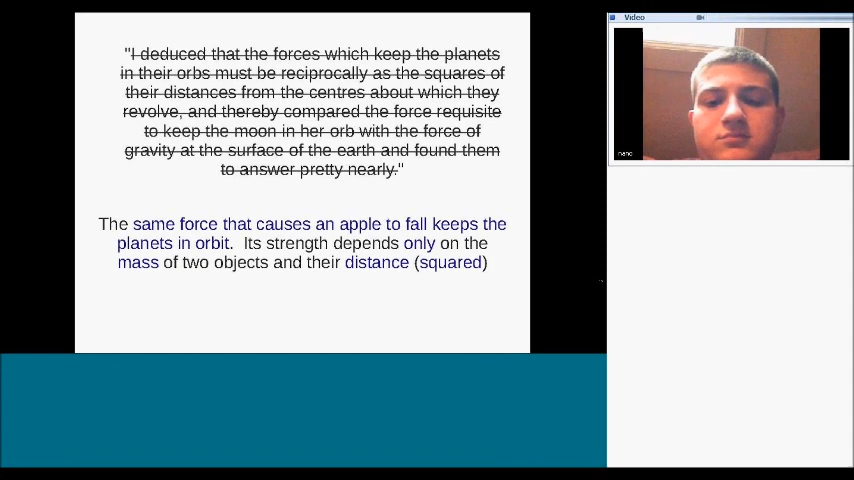 "I deduced that the forces which keep the planets
in their orbs must be reciprocally as the squares of
their distances from the centres about which they
revolve, and thereby compared the force requisite
to keep the moon in her orb with the force of
gravity at the surface of the earth and found them
to answer pretty nearly."
The same force that causes an apple to fall keeps the
planets in orbit. Its strength depends only on the
mass of two objects and their distance (squared)
Video